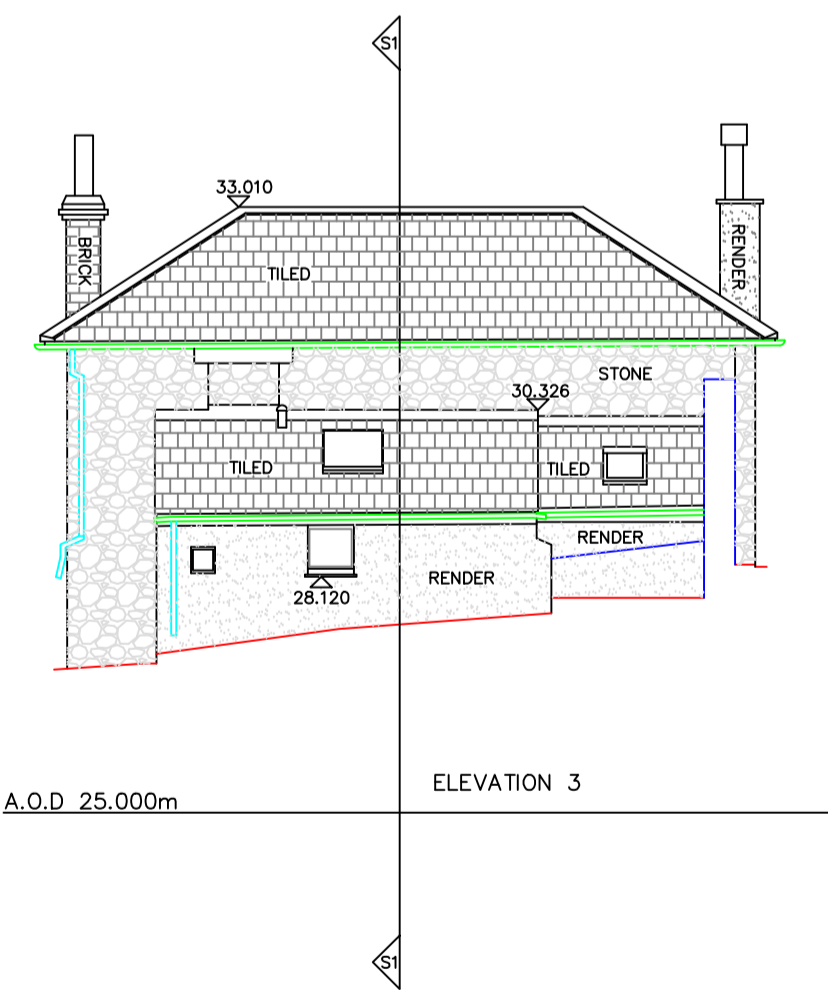 S1
33.010
BRICK
RENDER
TILED
STONE
30.326
TILED
TILED
RENDER
RENDER
28.120
ELEVATION 3
A.O.D 25.000m
S1